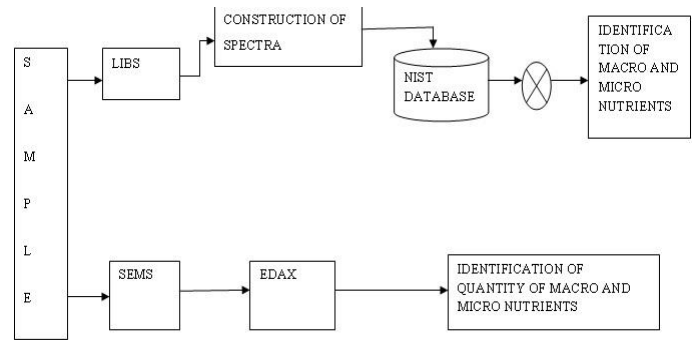 S
A
M
P
L
E
LIBS
CONSTRUCTION OF
SPECTRA
NIST
DATABASE
IDENTIFICA
TION OF
MACRO AND
MICRO
NUTRIENTS
SEMS
EDAX
IDENTIFICATION OF
QUANTITY OF MACRO AND
MICRO NUTRIENTS